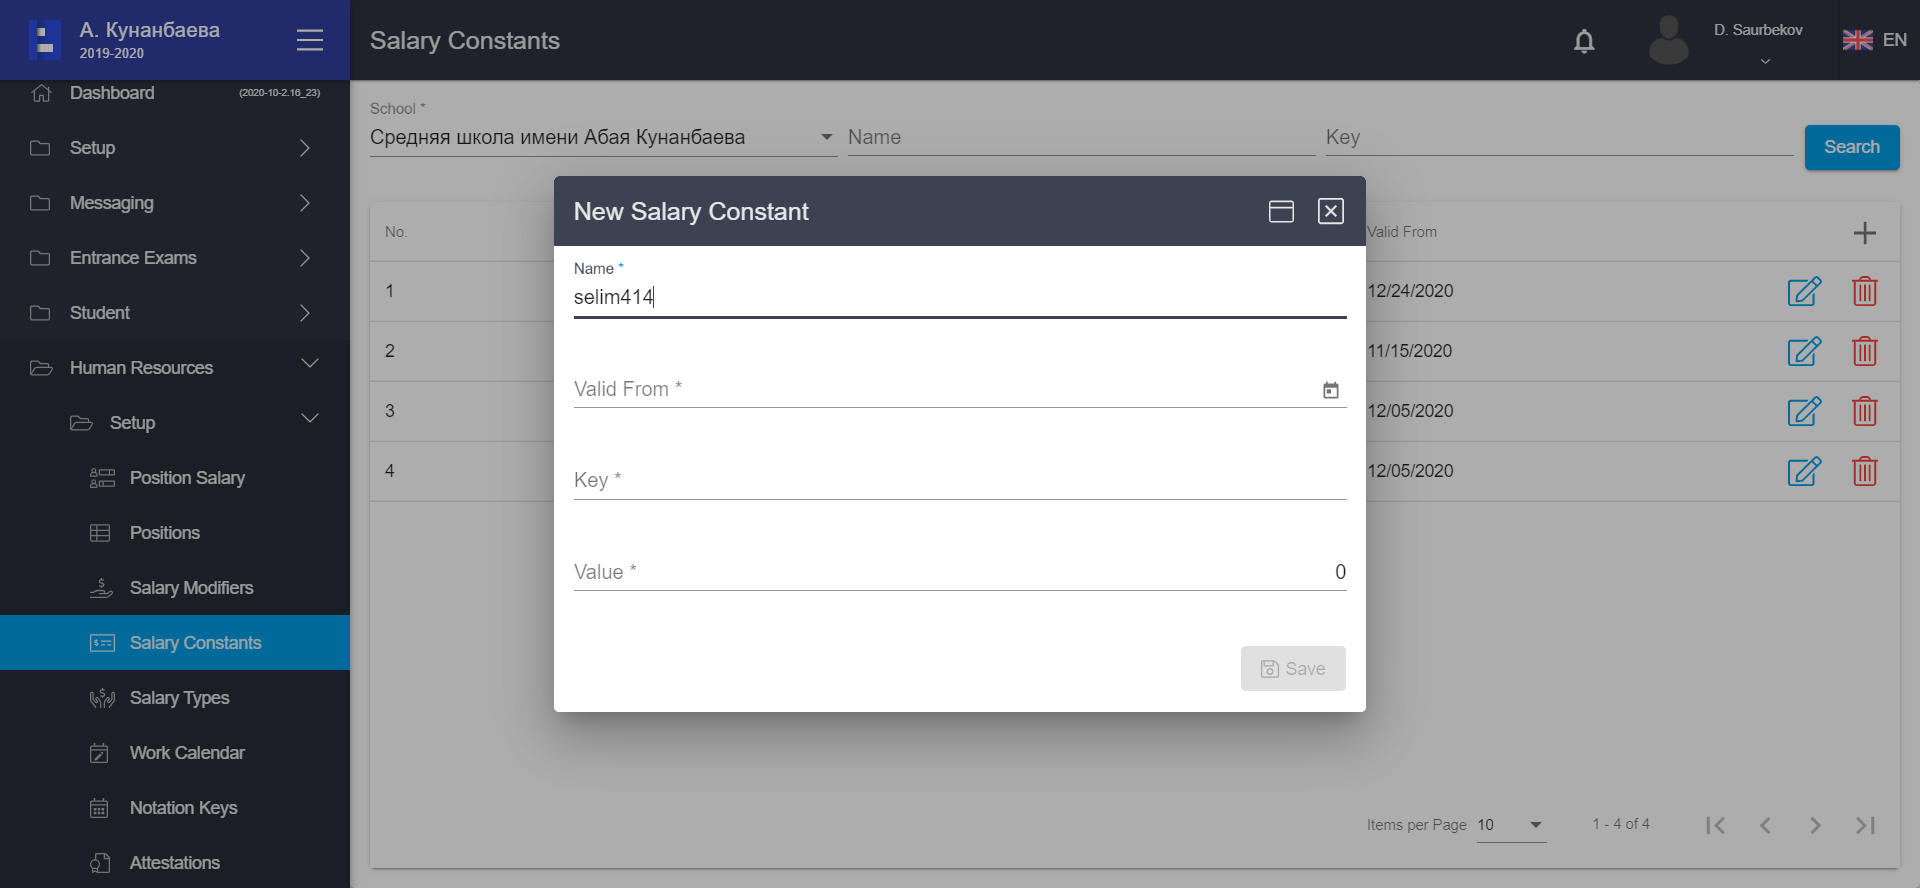 А. Кунанбаева
2019-2020
Salary Constants
D. Saurbekov
EN
Dashboard
(2020-10-2.16_23)
Setup
Messaging
Entrance Exams
Student
Human Resources
Setup
Position Salary
Positions
Salary Modifiers
Salary Constants
Salary Types
Work Calendar
Notation Keys
Attestations
School *
Средняя школа имени Абая Кунанбаева
Name
Key
Search
No.
Valid From
1
12/24/2020
2
11/15/2020
3
12/05/2020
4
12/05/2020
New Salary Constant
Name *
selim414
Valid From *
Key *
Value *
0
Save
Items per Page
10
1 - 4 of 4